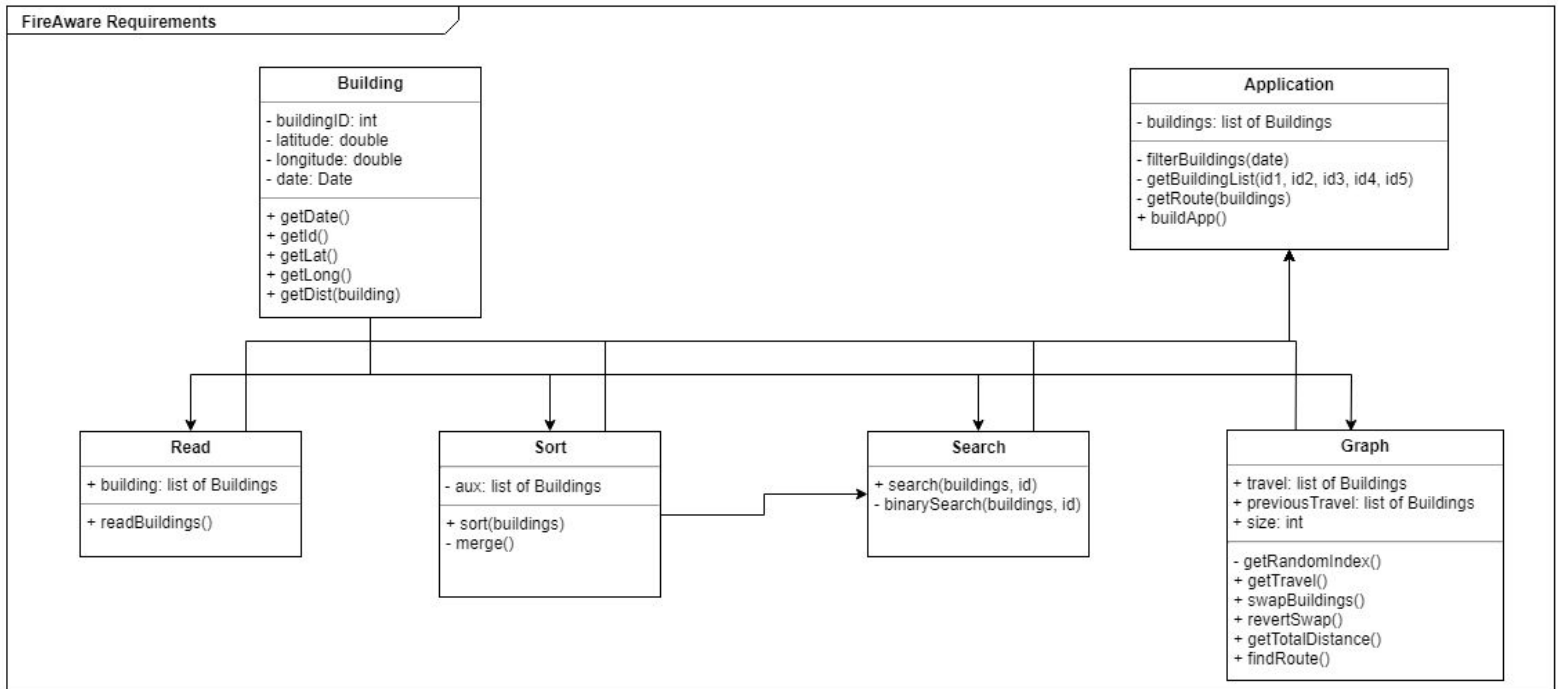 FireAware Requirements
Building
- buildingID: int
- latitude: double
- longitude: double
- date: Date
+ getDate()
+ getId()
+ getLat()
+ getLong()
+ getDist(building)
Application
- buildings: list of Buildings
- filterBuildings(date)
- getBuildingList(id1, id2, id3, id4, id5)
- getRoute(buildings)
+ buildApp()
Read
+ building: list of Buildings
+ readBuildings()
Sort
- aux: list of Buildings
+ sort(buildings)
- merge()
Search
+ search(buildings, id)
- binarySearch(buildings, id)
Graph
+ travel: list of Buildings
+ previousTravel: list of Buildings
+ size: int
- getRandomIndex()
+ getTravel()
+ swapBuildings()
+ revertSwap()
+ getTotalDistance()
+ findRoute()